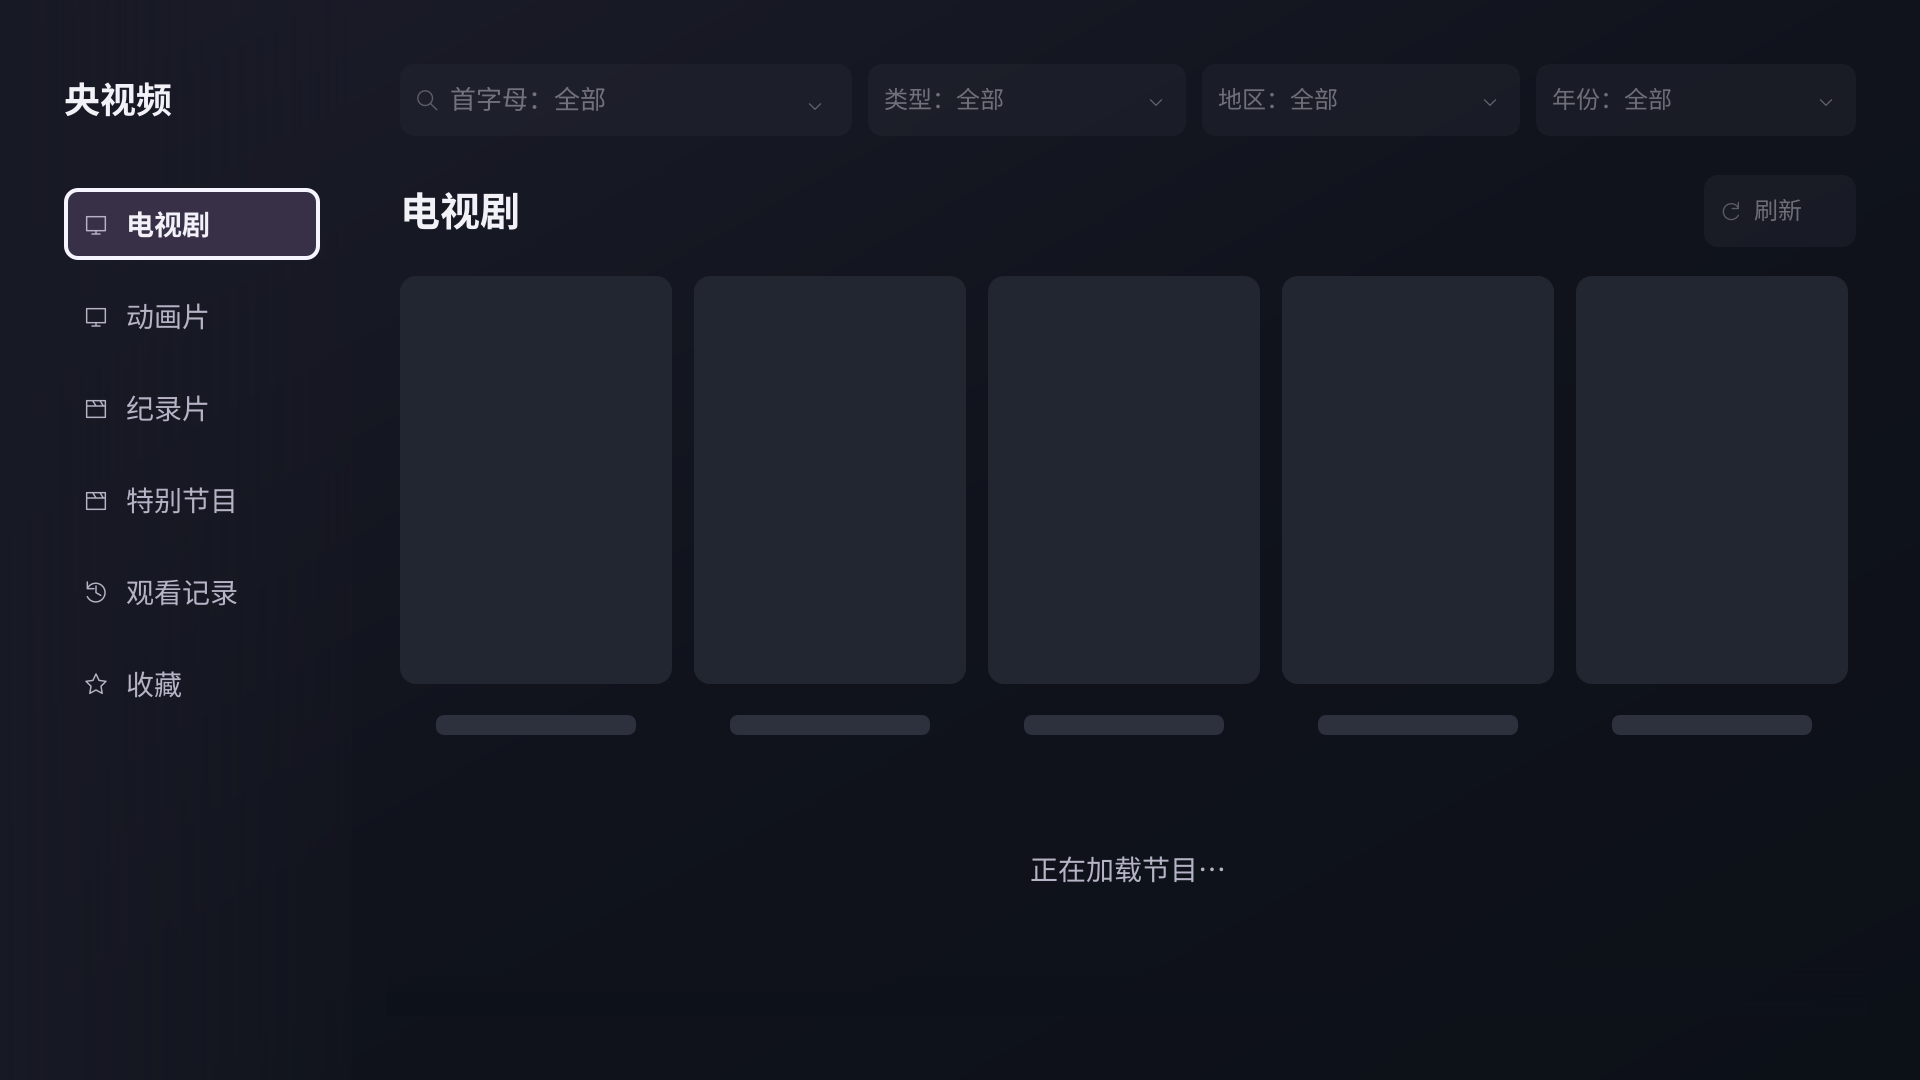 央视频
首字母：全部
类型：全部
地区：全部
年份：全部
电视剧
动画片
纪录片
特别节目
观看记录
收藏
电视剧
刷新
正在加载节目…